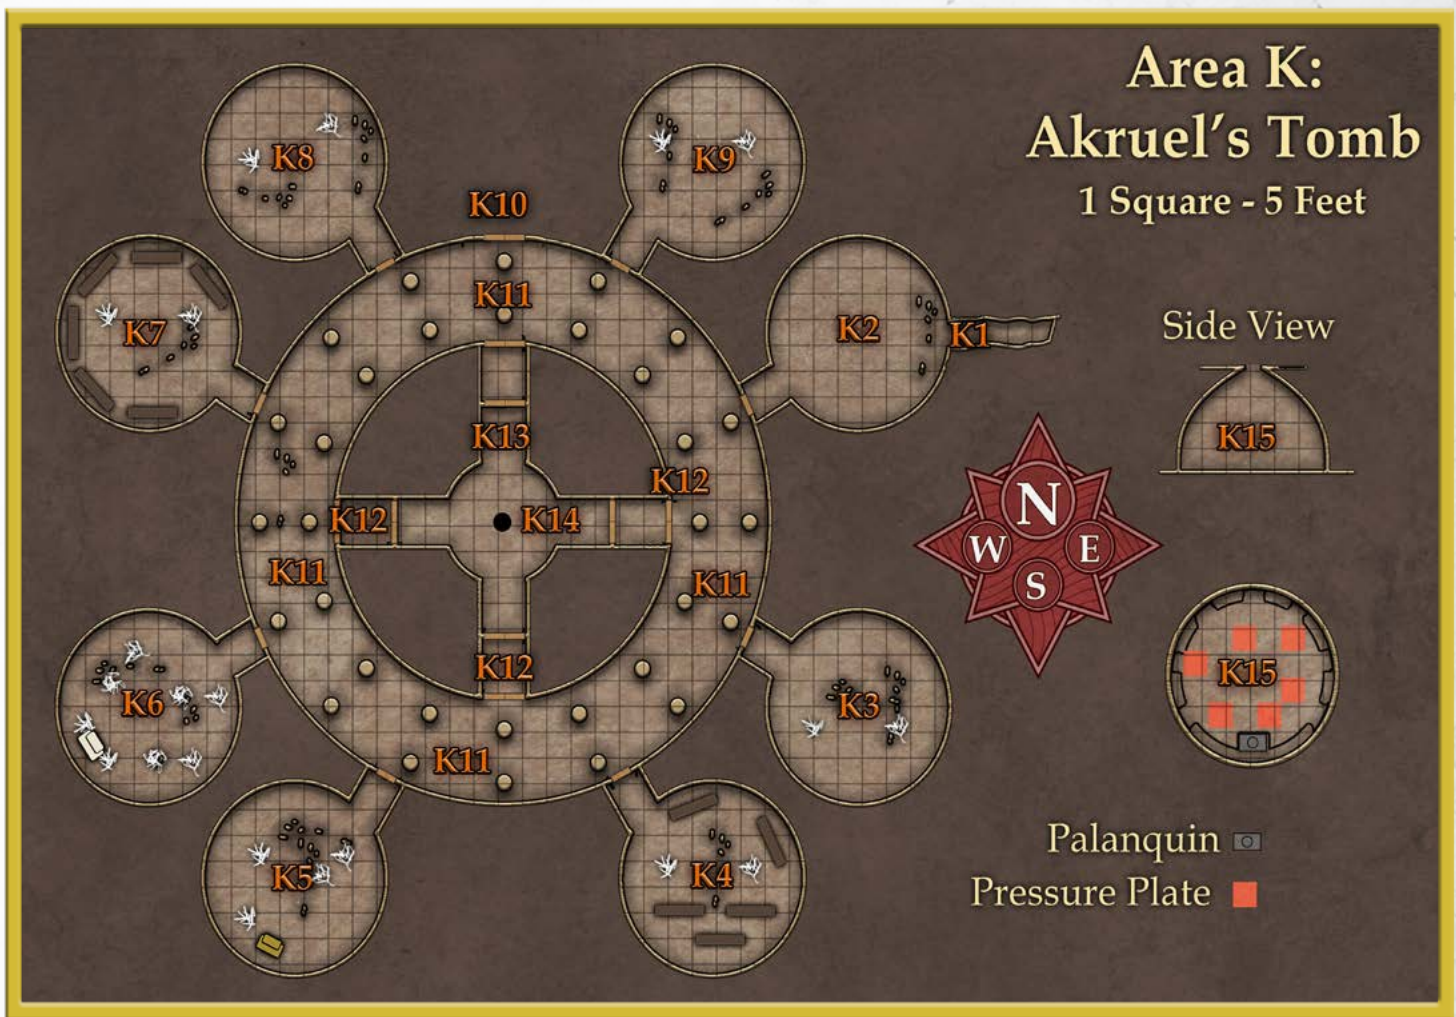 Area K:
Akruel's Tomb
1 Square - 5 Feet
K8
K9
K10
K11
K2
K1
K7
Side View
K15
K13
K12
N
K12
K14
W
E
S
K11
K11
K12
K15
K6
K3
K11
Palanquin
K5
K4
Pressure Plate